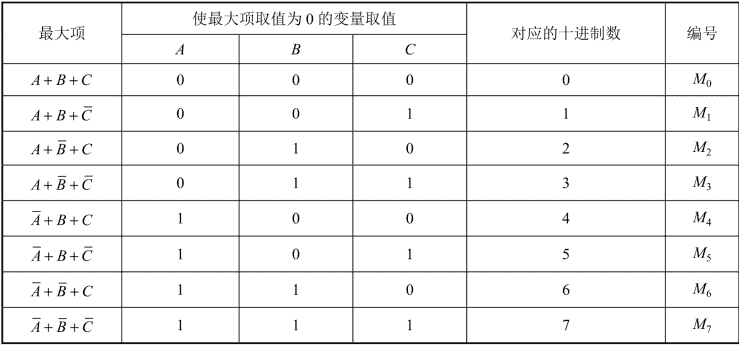 最大项 使最大项取值为 0 的变量取值 对应的十进制数 编号
A B C
A + B + C 0 0 0 0 M₀
A + B + C̅ 0 0 1 1 M₁
A + B̅ + C 0 1 0 2 M₂
A + B̅ + C̅ 0 1 1 3 M₃
A̅ + B + C 1 0 0 4 M₄
A̅ + B + C̅ 1 0 1 5 M₅
A̅ + B̅ + C 1 1 0 6 M₆
A̅ + B̅ + C̅ 1 1 1 7 M₇